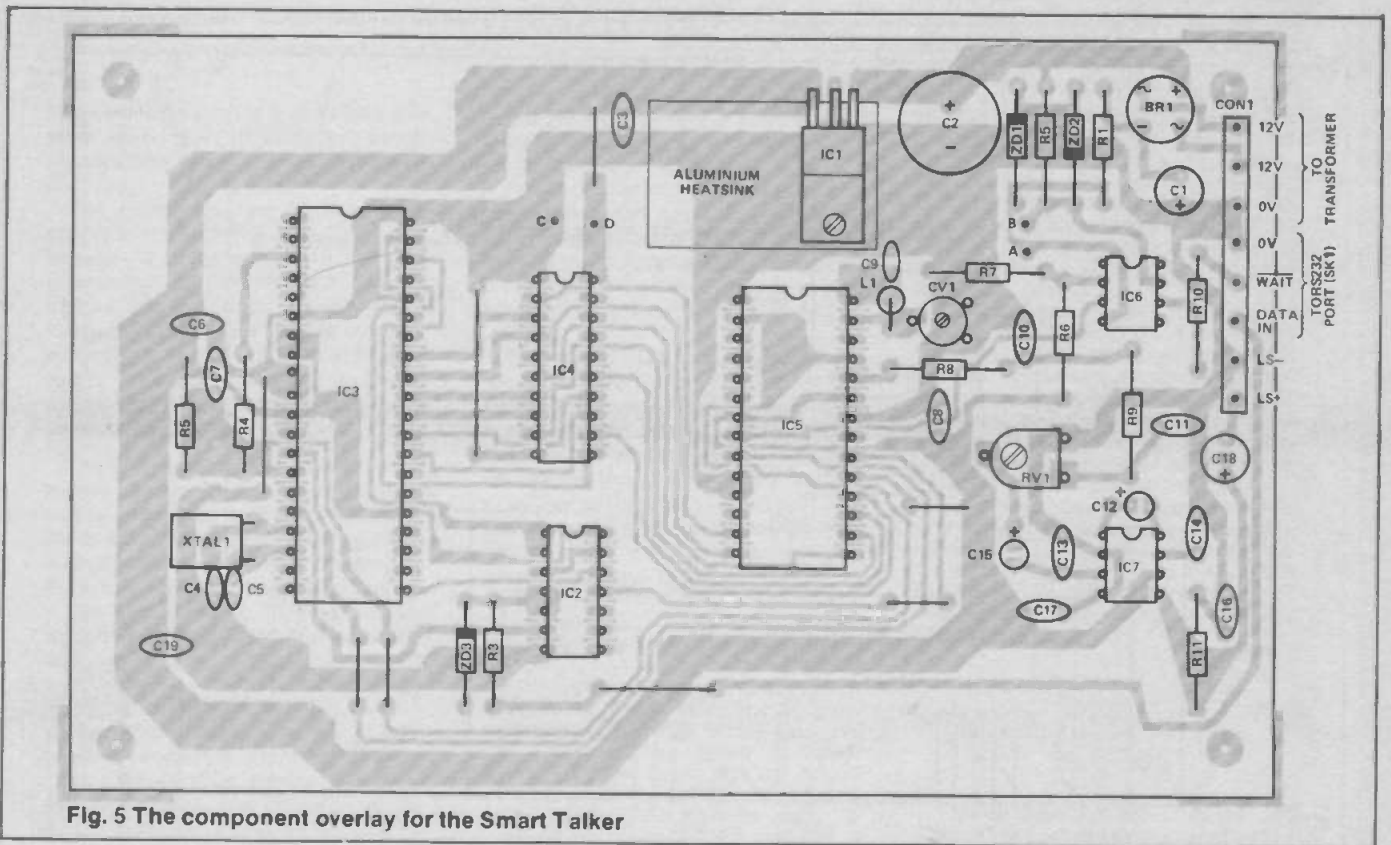 C3
C2
+
−
ZD1
R5
ZD2
R1
BR1
~
+
−
~
CON1
12V
12V
0V
TO
TRANSFORMER
0V
WAIT
DATA
IN
TORS232
PORT (SK1)
LS−
LS+
IC1
ALUMINIUM
HEATSINK
C1
+
C
D
B
A
C9
L1
CV1
R7
IC6
R10
C6
C7
R5
R4
IC3
IC4
IC5
R8
C10
R6
C8
R9
C11
RV1
C18
+
XTAL1
C4
C5
C12
+
C15
+
C13
IC7
C14
C17
C16
R11
C19
ZD3
R3
IC2
Fig. 5 The component overlay for the Smart Talker